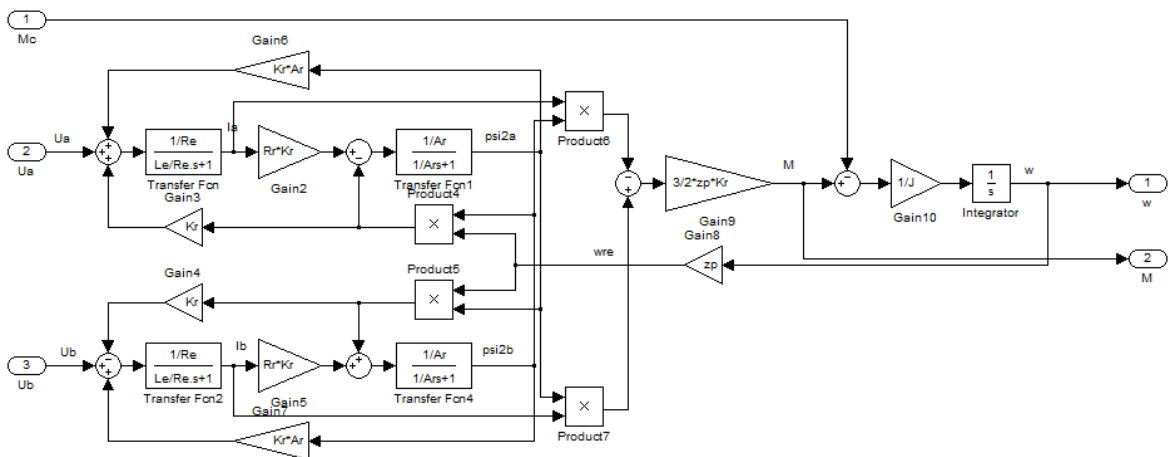 1
Mc
Gain6
Kr*Ar
Ua
2
Ua
1/Re
Le/Re.s+1
Transfer Fcn
Ia
Rr*Kr
Gain2
1/Ar
1/Ars+1
Transfer Fcn1
psi2a
×
Product6
Gain3
Kr
Product4
×
3/2*zp*Kr
Gain9
M
1/J
Gain10
1
s
Integrator
w
1
w
Gain8
zp
wre
2
M
Gain4
Kr
Product5
×
Ub
3
Ub
1/Re
Le/Re.s+1
Transfer Fcn2
Ib
Rr*Kr
Gain5
1/Ar
1/Ars+1
Transfer Fcn4
psi2b
×
Product7
Gain7
Kr*Ar